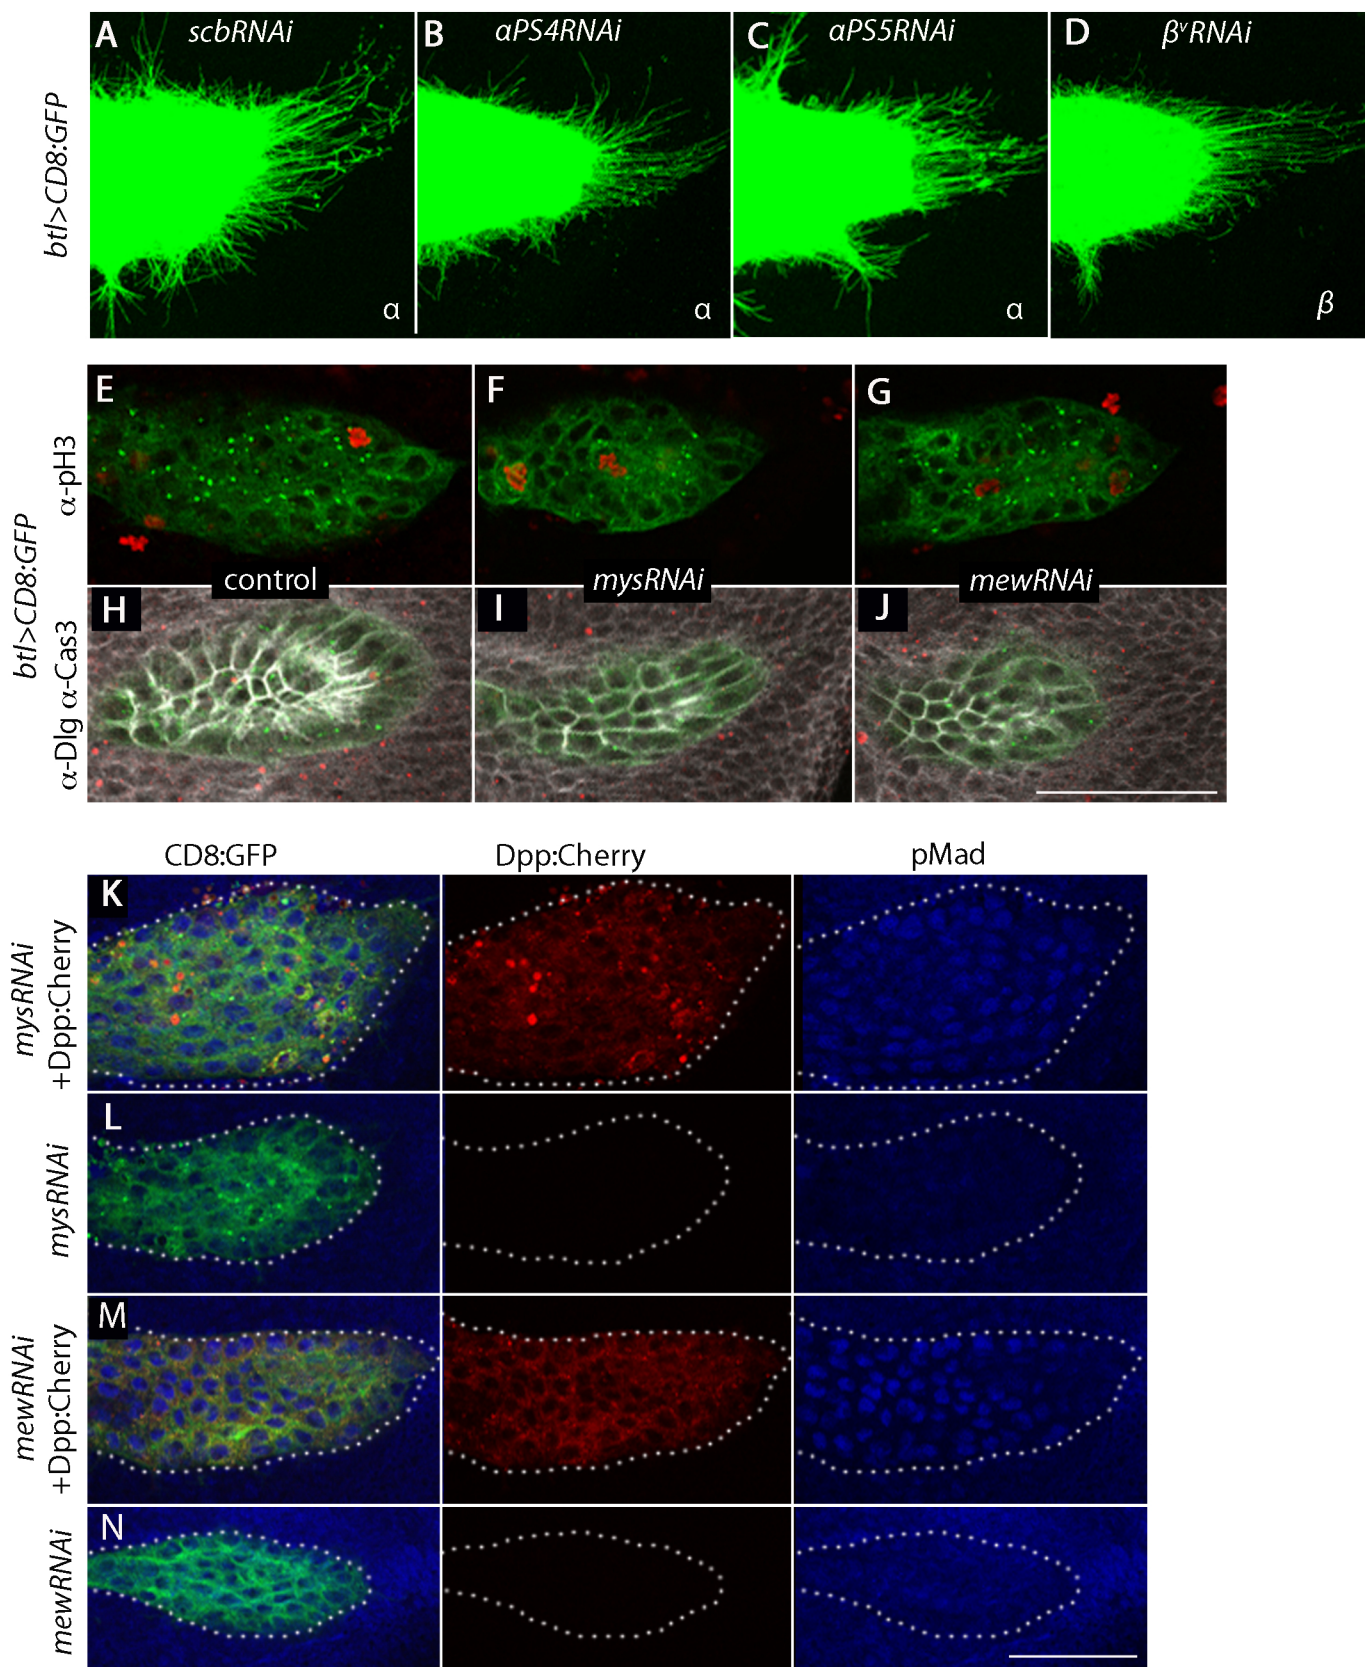 A scbRNAi
B αPS4RNAi
C αPS5RNAi
D βᵛRNAi
btl>CD8:GFP
α
α
α
β
E
F
G
α-pH3
control
mysRNAi
mewRNAi
H
I
J
btl>CD8:GFP
α-Dlg α-Cas3
CD8:GFP
Dpp:Cherry
pMad
K
mysRNAi
+Dpp:Cherry
L
mysRNAi
M
mewRNAi
+Dpp:Cherry
N
mewRNAi